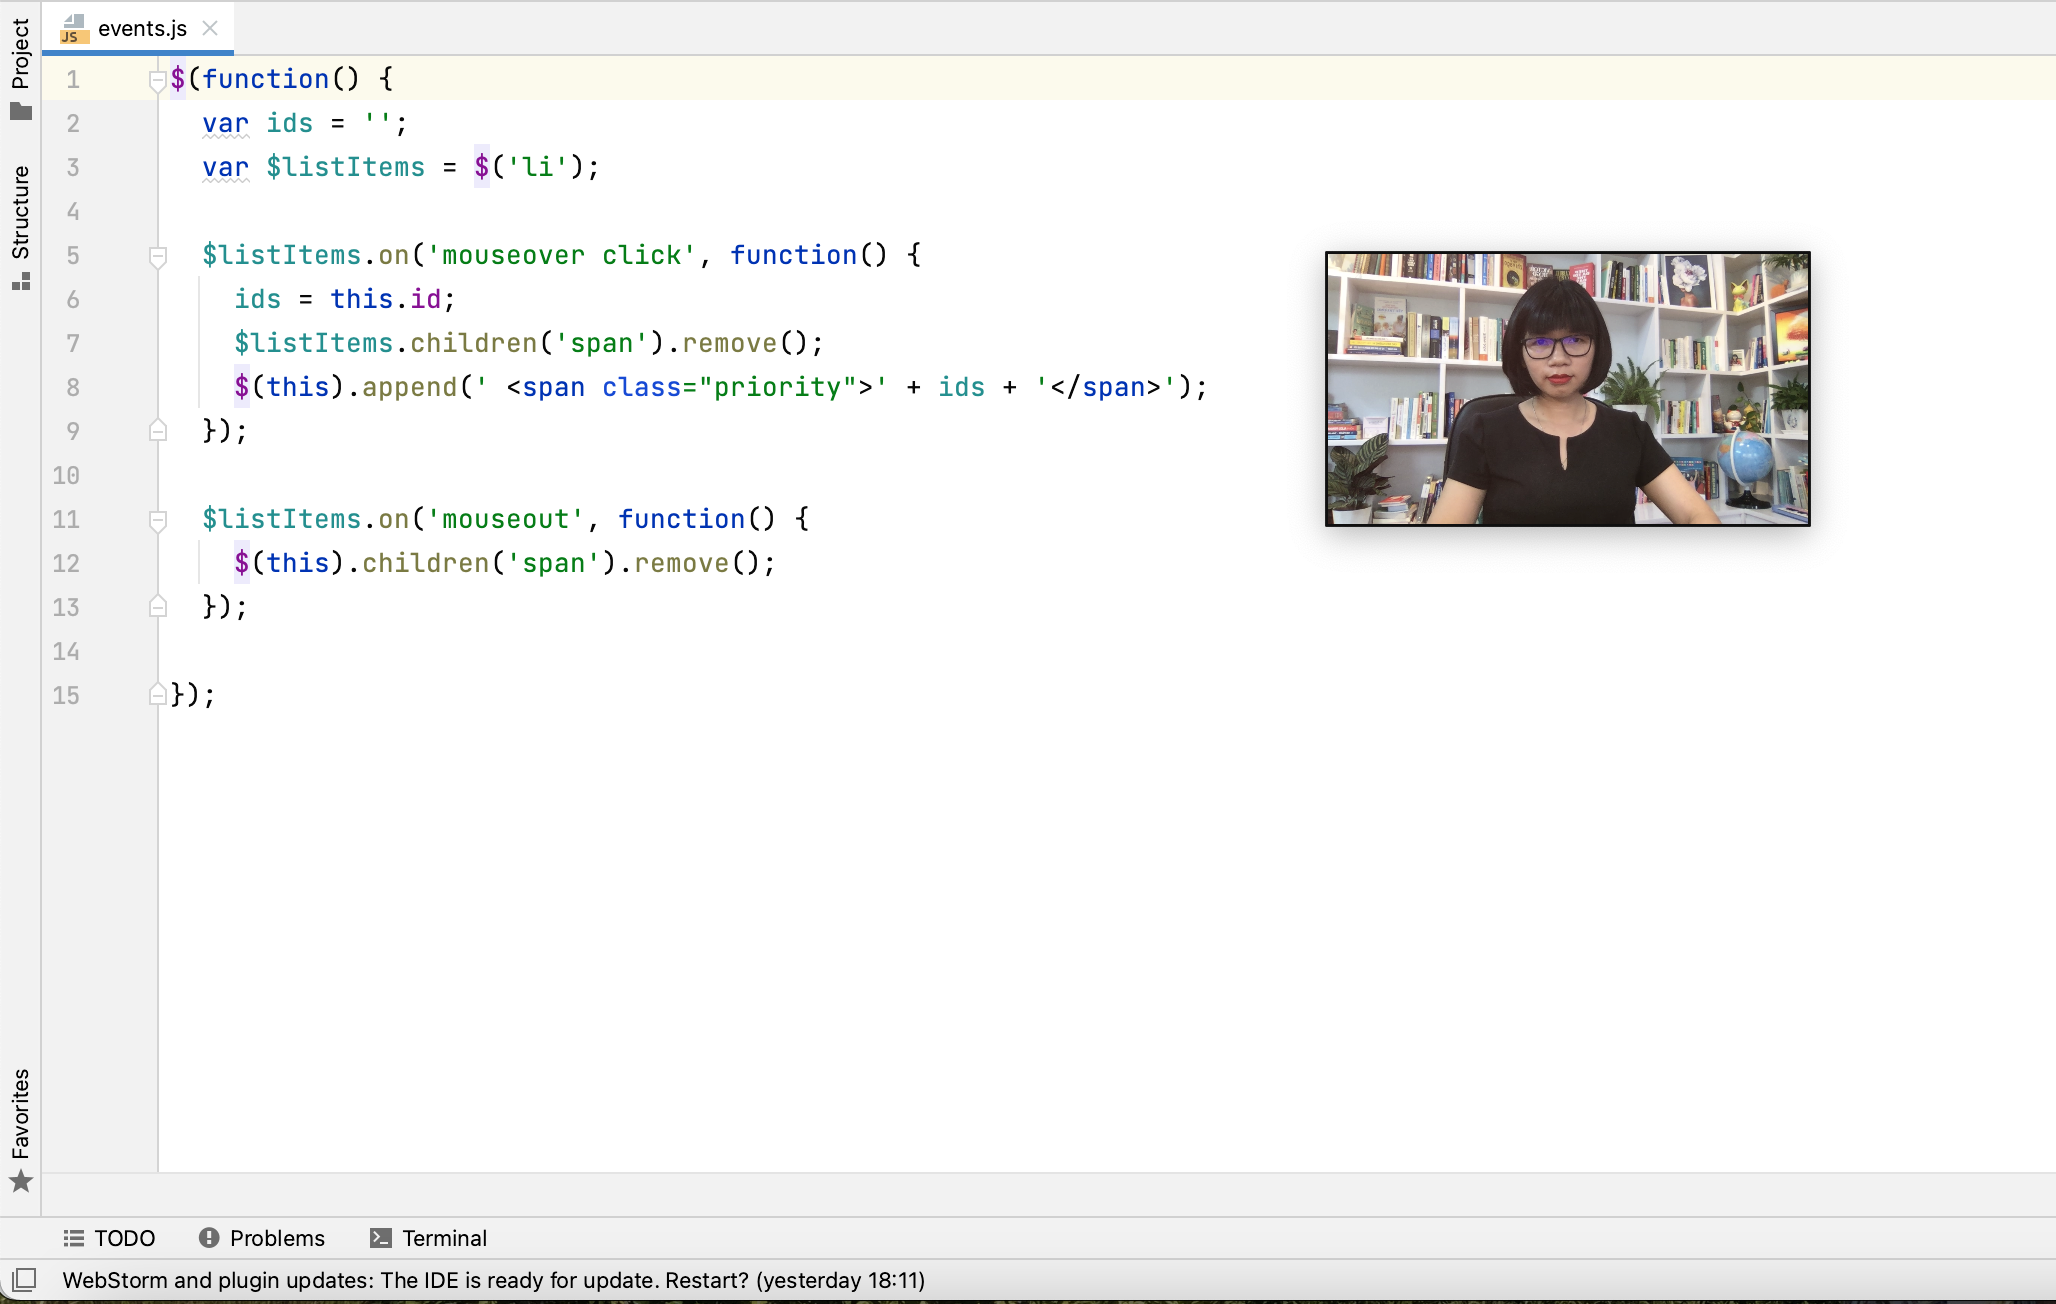 Project
Structure
Favorites
JS events.js
1 $(function() {
2 var ids = '';
3 var $listItems = $('li');
4
5 $listItems.on('mouseover click', function() {
6 ids = this.id;
7 $listItems.children('span').remove();
8 $(this).append(' <span class="priority">' + ids + '</span>');
9 });
10
11 $listItems.on('mouseout', function() {
12 $(this).children('span').remove();
13 });
14
15 });
TODO Problems Terminal
WebStorm and plugin updates: The IDE is ready for update. Restart? (yesterday 18:11)